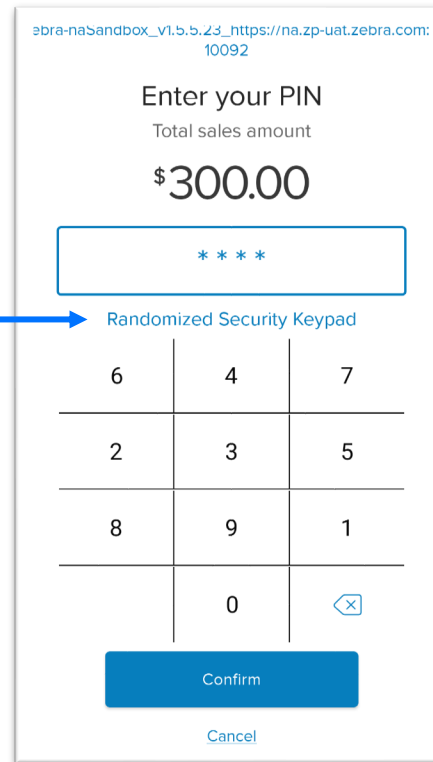 ebra-naSandbox_v1.5.5.23_https://na.zp-uat.zebra.com:
10092
Enter your PIN
Total sales amount
$300.00
* * * *
Randomized Security Keypad
6 4 7
2 3 5
8 9 1
0
Confirm
Cancel